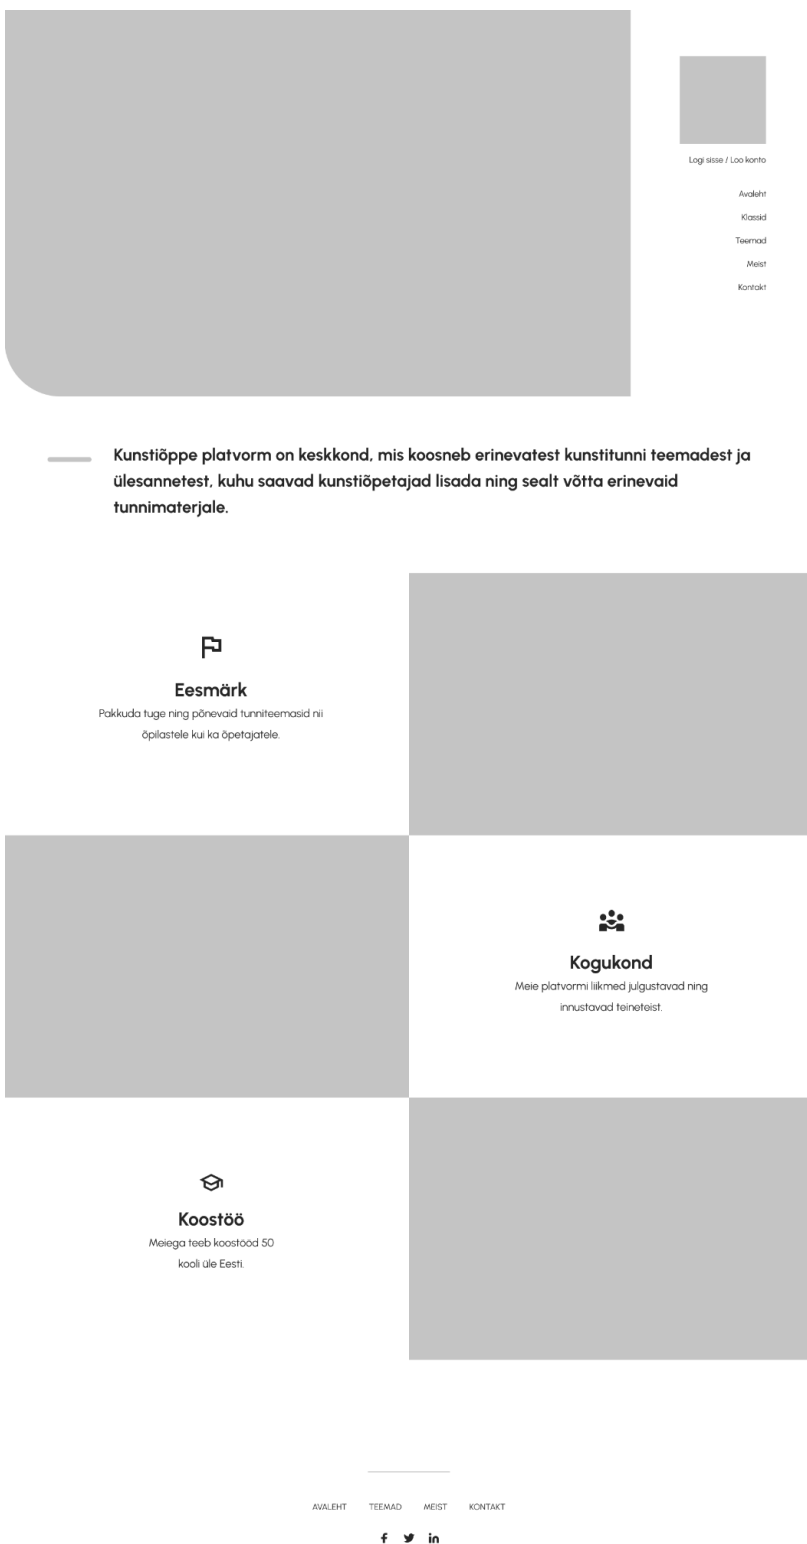 Logi sisse / Loo konto
Avaleht
Klassid
Teemad
Meist
Kontakt
Kunstiõppe platvorm on keskkond, mis koosneb erinevatest kunstitunni teemadest ja
ülesannetest, kuhu saavad kunstiõpetajad lisada ning sealt võtta erinevaid
tunnimaterjale.
Eesmärk
Pakkuda tuge ning põnevaid tunniteemasid nii
õpilastele kui ka õpetajatele.
Kogukond
Meie platvormi liikmed julgustavad ning
innustavad teineteist.
Koostöö
Meiega teeb koostööd 50
kooli üle Eesti.
AVALEHT TEEMAD MEIST KONTAKT